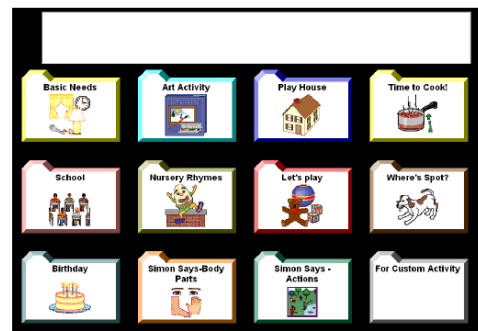 Basic Needs
Art Activity
Play House
Time to Cook!
School
Nursery Rhymes
Let's play
Where's Spot?
Birthday
Simon Says-Body
Parts
Simon Says -
Actions
For Custom Activity